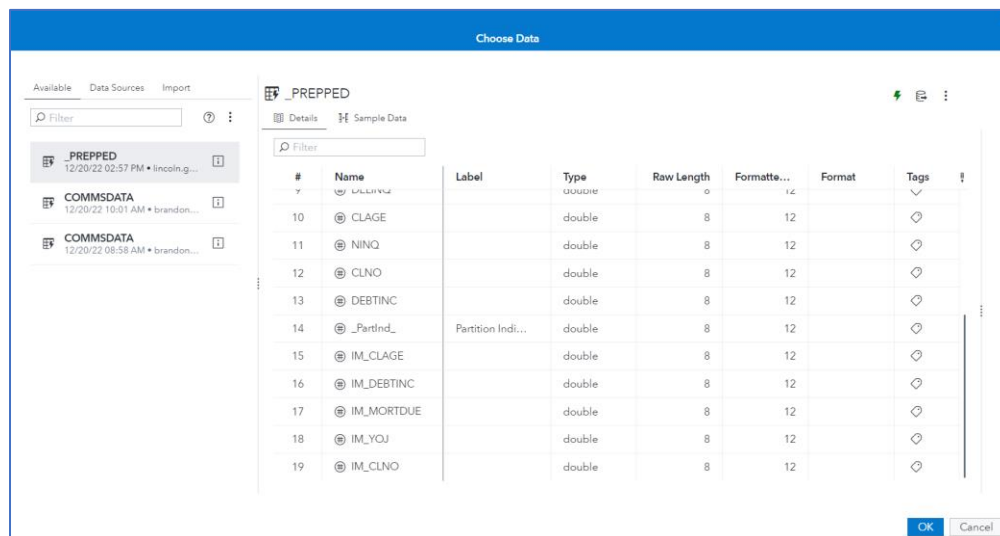 Choose Data
Available Data Sources Import
Filter
_PREPPED
12/20/22 02:57 PM • lincoln.g...
COMMSDATA
12/20/22 10:01 AM • brandon...
COMMSDATA
12/20/22 08:58 AM • brandon...
_PREPPED
Details Sample Data
Filter
# Name Label Type Raw Length Formatte... Format Tags
9 DELINQ double 8 12
10 CLAGE double 8 12
11 NINQ double 8 12
12 CLNO double 8 12
13 DEBTINC double 8 12
14 _PartInd_ Partition Indi... double 8 12
15 IM_CLAGE double 8 12
16 IM_DEBTINC double 8 12
17 IM_MORTDUE double 8 12
18 IM_YOJ double 8 12
19 IM_CLNO double 8 12
OK Cancel